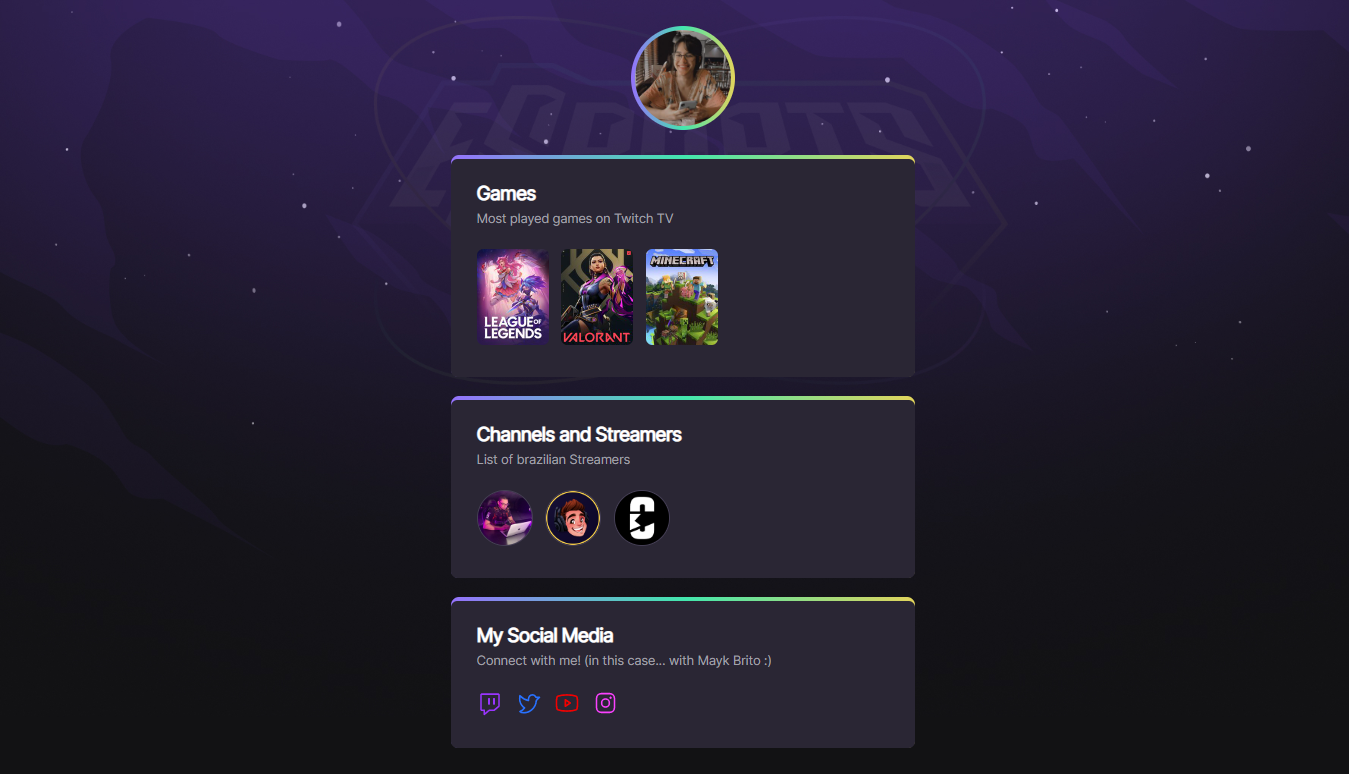 ESPORTS
Games
Most played games on Twitch TV
LEAGUE OF
LEGENDS
VALORANT
MINECRAFT
Channels and Streamers
List of brazilian Streamers
My Social Media
Connect with me! (in this case... with Mayk Brito :)